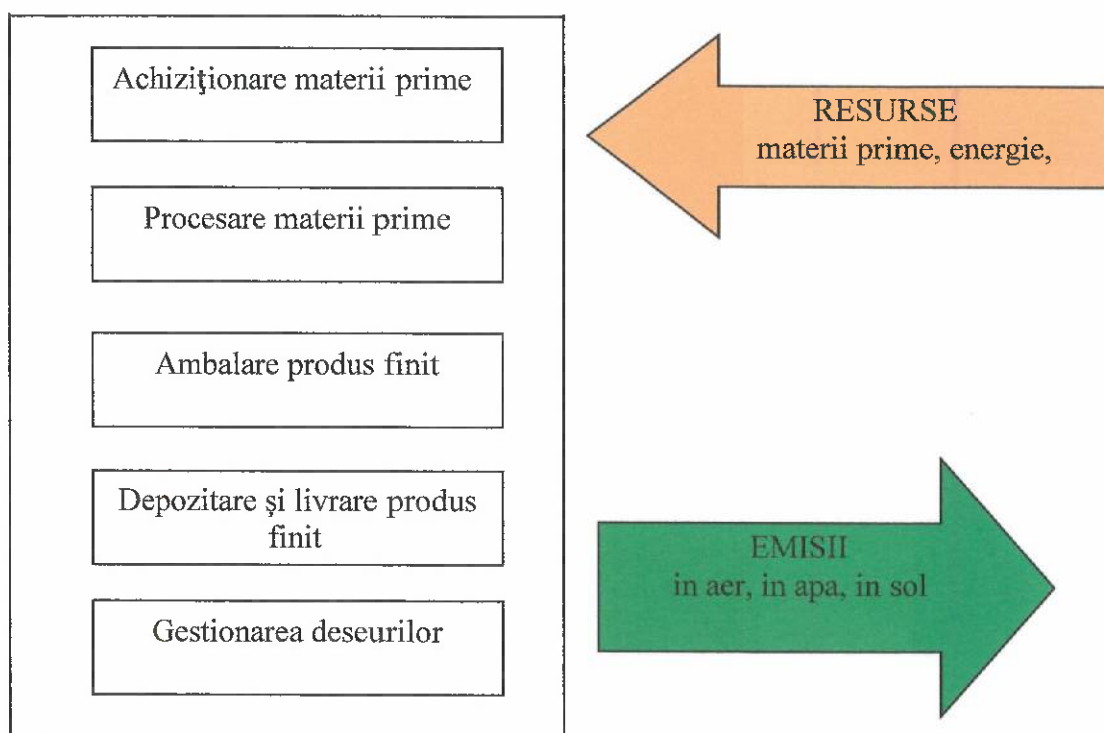 Achiziţionare materii prime
Procesare materii prime
Ambalare produs finit
Depozitare şi livrare produs
finit
Gestionarea deseurilor
RESURSE
materii prime, energie,
EMISII
in aer, in apa, in sol